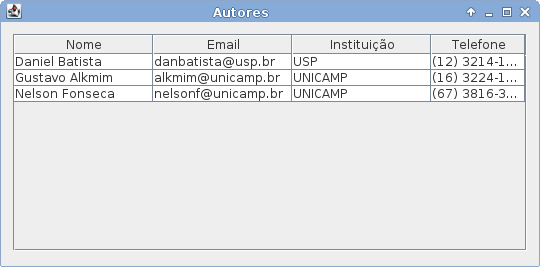 Autores
Nome Email Instituição Telefone
Daniel Batista danbatista@usp.br USP (12) 3214-1...
Gustavo Alkmim alkmim@unicamp.br UNICAMP (16) 3224-1...
Nelson Fonseca nelsonf@unicamp.br UNICAMP (67) 3816-3...